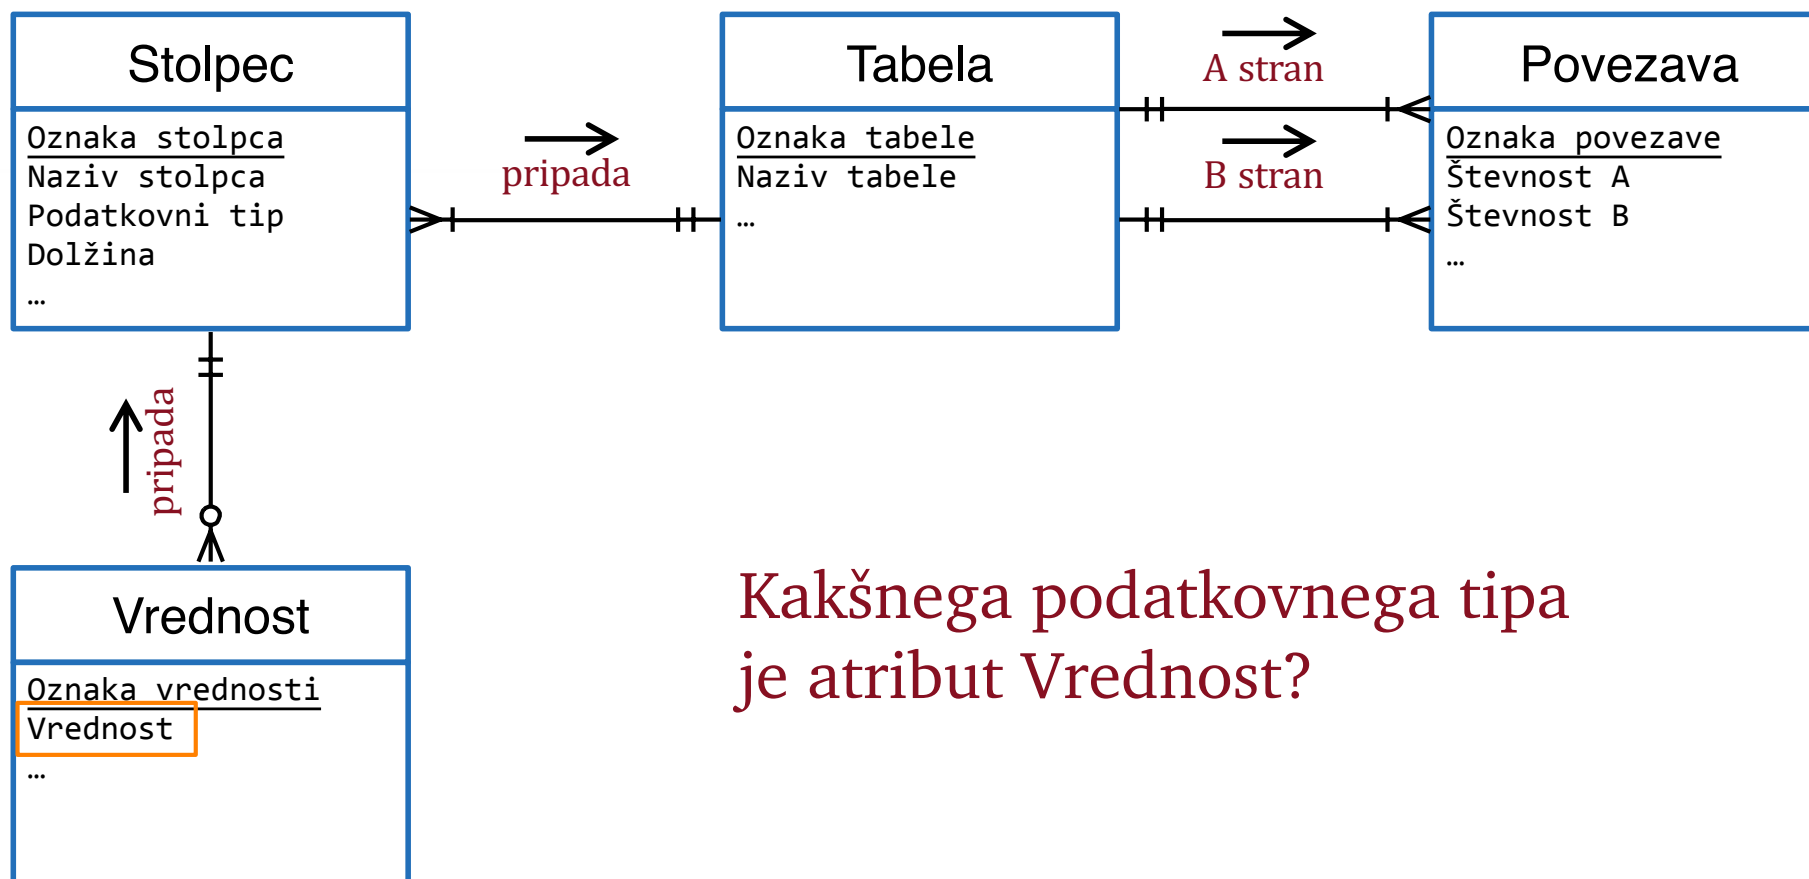 Stolpec
Oznaka stolpca
Naziv stolpca
Podatkovni tip
Dolžina
…
pripada
Tabela
Oznaka tabele
Naziv tabele
…
A stran
B stran
Povezava
Oznaka povezave
Števnost A
Števnost B
…
pripada
Vrednost
Oznaka vrednosti
Vrednost
…
Kakšnega podatkovnega tipa
je atribut Vrednost?